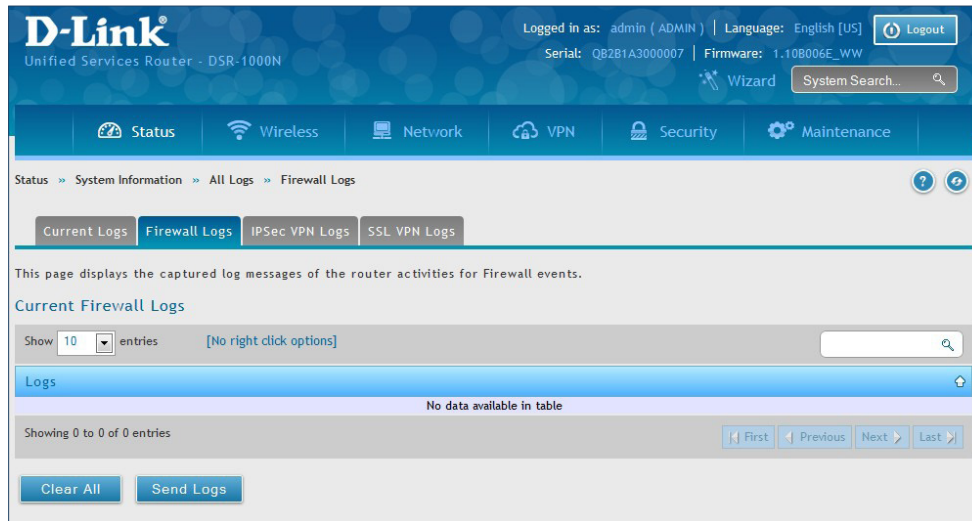 D-Link®
Unified Services Router - DSR-1000N
Logged in as: admin ( ADMIN ) | Language: English [US]
Logout
Serial: QB2B1A3000007 | Firmware: 1.10B006E_WW
Wizard
System Search...
Status
Wireless
Network
VPN
Security
Maintenance
Status » System Information » All Logs » Firewall Logs
?
Current Logs
Firewall Logs
IPSec VPN Logs
SSL VPN Logs
This page displays the captured log messages of the router activities for Firewall events.
Current Firewall Logs
Show 10 entries
[No right click options]
Logs
No data available in table
Showing 0 to 0 of 0 entries
First
Previous
Next
Last
Clear All
Send Logs